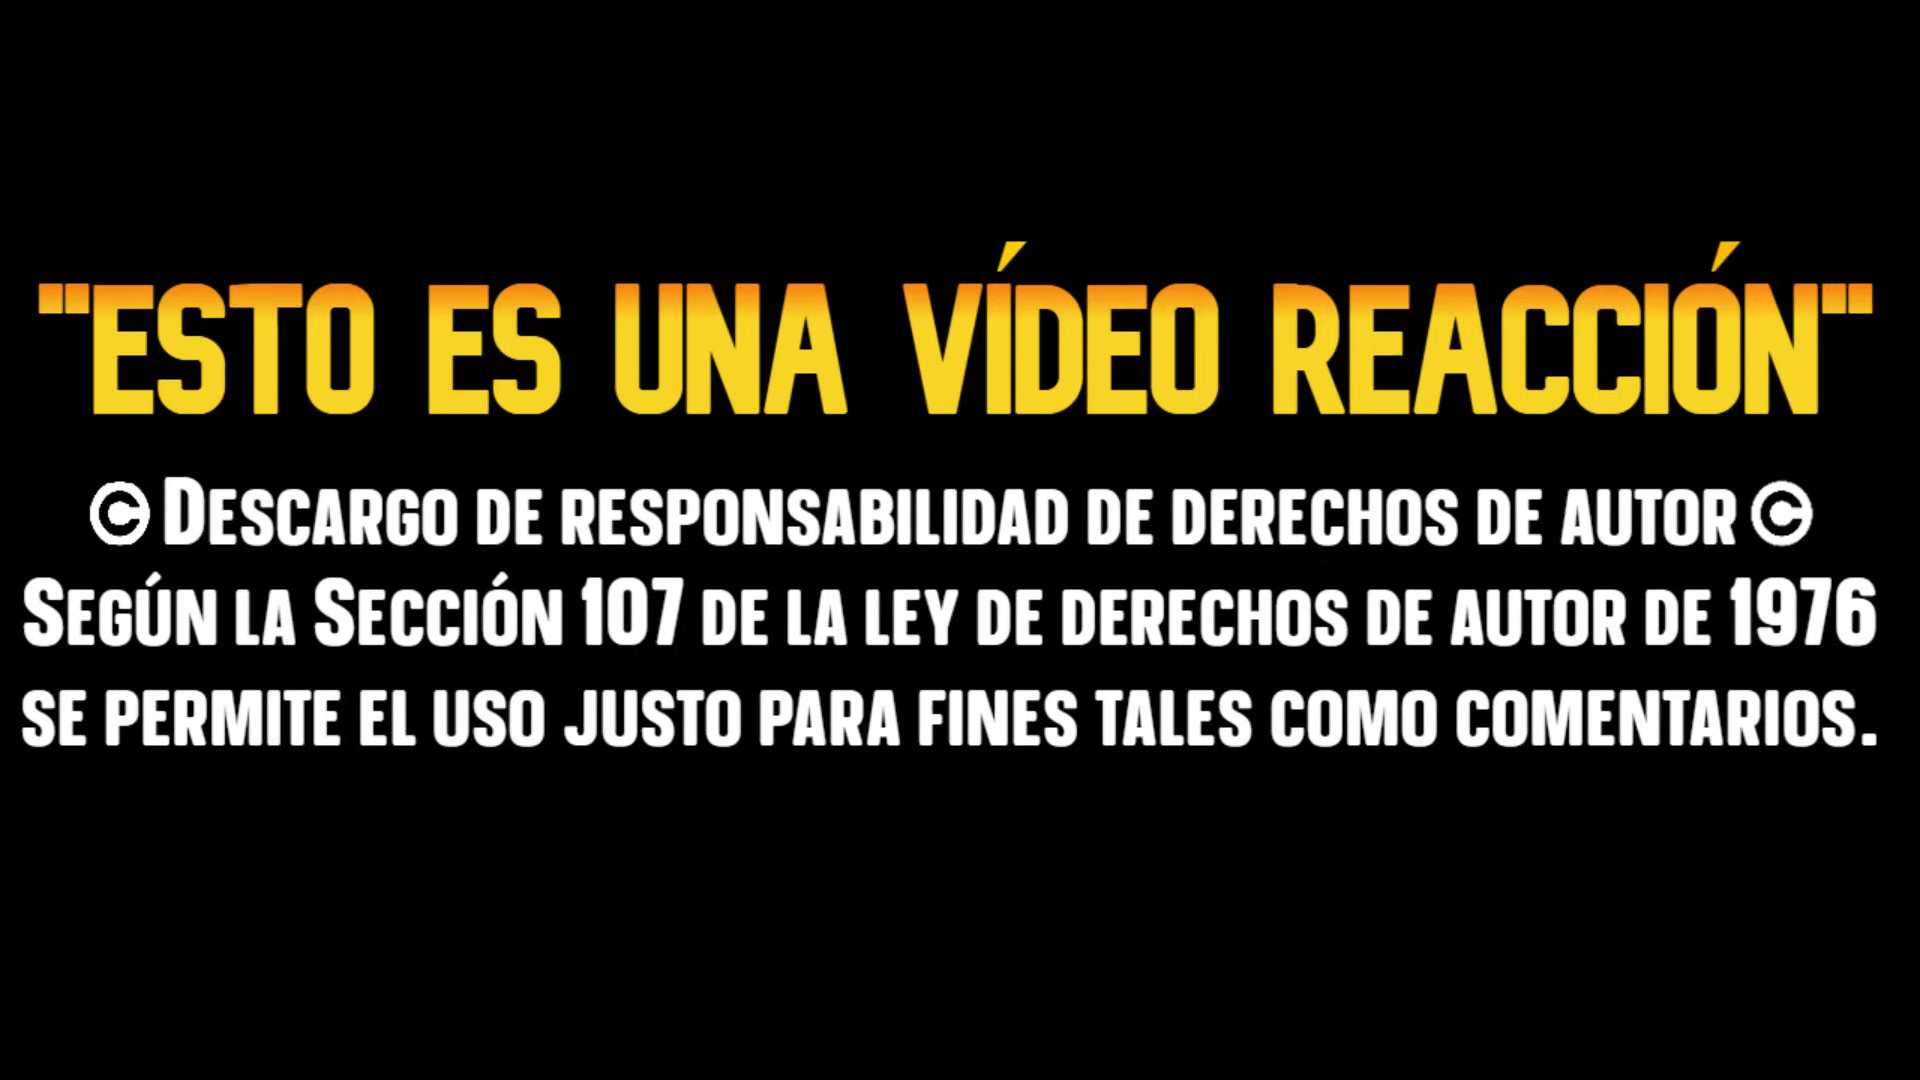 "ESTO ES UNA VÍDEO REACCIÓN"
© DESCARGO DE RESPONSABILIDAD DE DERECHOS DE AUTOR ©
SEGÚN LA SECCIÓN 107 DE LA LEY DE DERECHOS DE AUTOR DE 1976
SE PERMITE EL USO JUSTO PARA FINES TALES COMO COMENTARIOS.